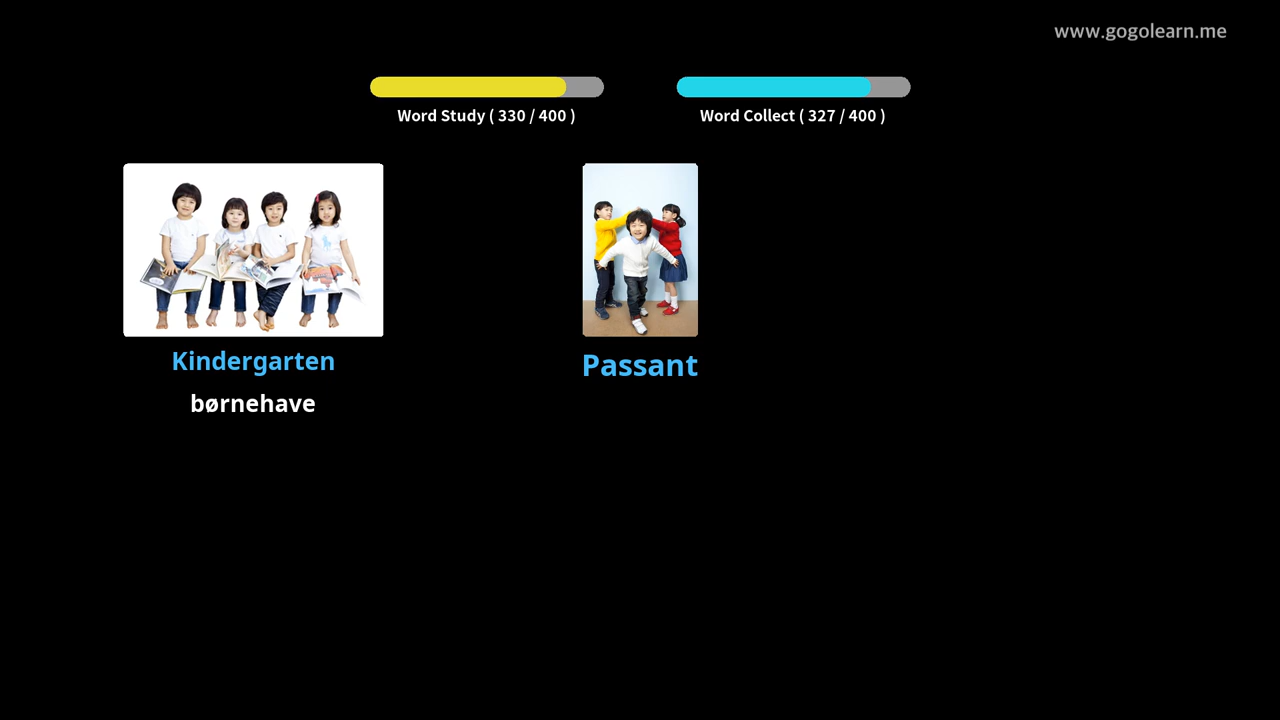 www.gogolearn.me
Word Study ( 330 / 400 )
Word Collect ( 327 / 400 )
Kindergarten
børnehave
Passant